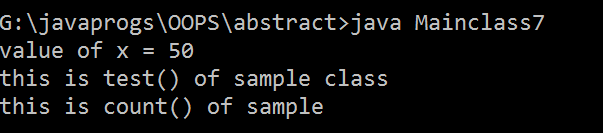 G:\javaprogs\OOPS\abstract>java Mainclass7
value of x = 50
this is test() of sample class
this is count() of sample